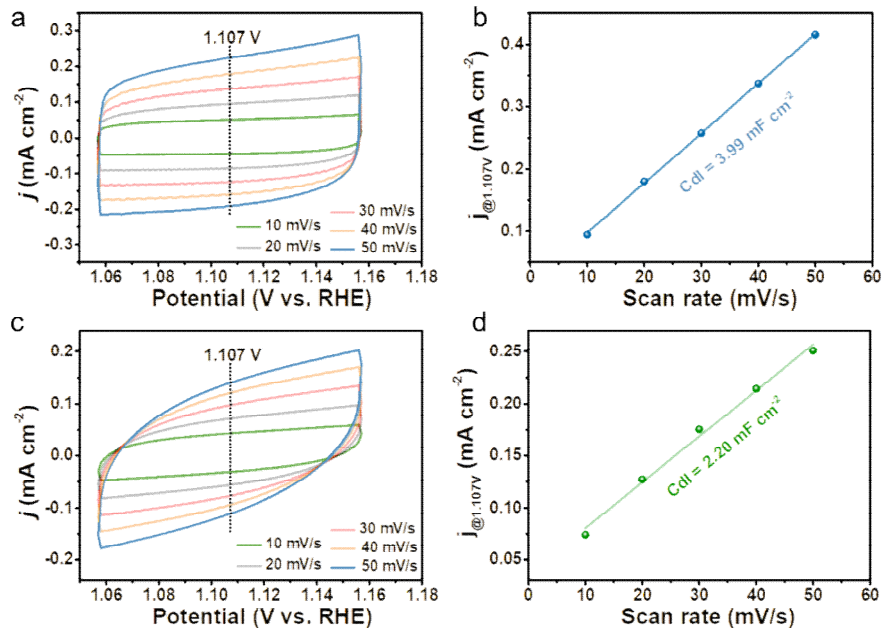 a
0.3
0.2
0.1
0.0
-0.1
-0.2
-0.3
j (mA cm-2)
1.107 V
10 mV/s
20 mV/s
30 mV/s
40 mV/s
50 mV/s
1.06 1.08 1.10 1.12 1.14 1.16 1.18
Potential (V vs. RHE)
b
0.4
0.3
0.2
0.1
j@1.107V (mA cm-2)
Cdl = 3.99 mF cm-2
0 10 20 30 40 50 60
Scan rate (mV/s)
c
0.2
0.1
0.0
-0.1
-0.2
j (mA cm-2)
1.107 V
10 mV/s
20 mV/s
30 mV/s
40 mV/s
50 mV/s
1.06 1.08 1.10 1.12 1.14 1.16 1.18
Potential (V vs. RHE)
d
0.25
0.20
0.15
0.10
0.05
j@1.107V (mA cm-2)
Cdl = 2.20 mF cm-2
0 10 20 30 40 50 60
Scan rate (mV/s)